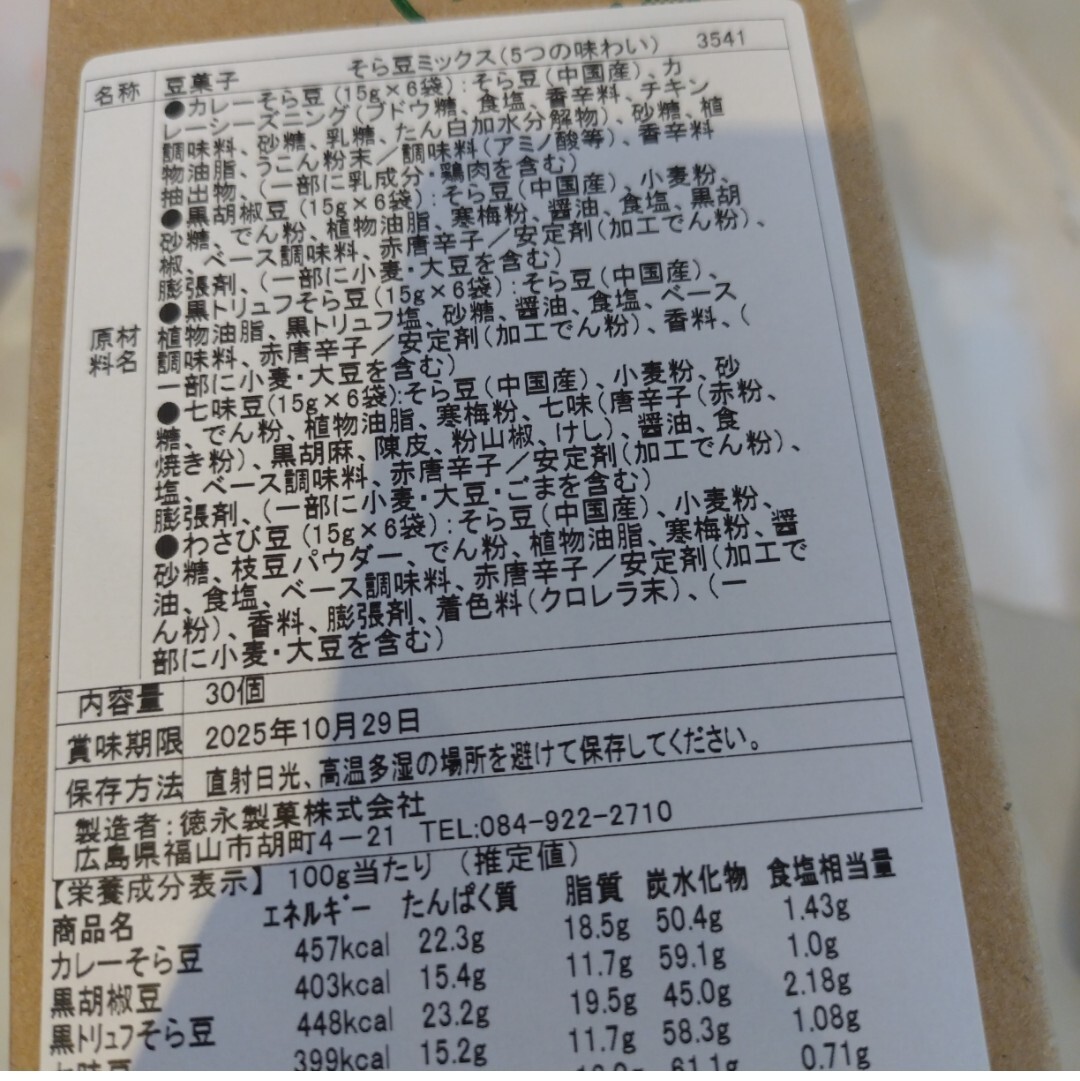 そら豆ミックス(5つの味わい) 3541
名称 豆菓子
●カレーそら豆(15g×6袋):そら豆(中国産)、カ
レーシーズニング(ブドウ糖、食塩、香辛料、チキン
調味料、砂糖、乳糖、たん白加水分解物)、砂糖、植
物油脂、うこん粉末/調味料(アミノ酸等)、香辛料
抽出物、(一部に乳成分・鶏肉を含む)
●黒胡椒豆(15g×6袋):そら豆(中国産)、小麦粉、
砂糖、でん粉、植物油脂、寒梅粉、醤油、食塩、黒胡
椒、ベース調味料、赤唐辛子/安定剤(加工でん粉)、
膨張剤、(一部に小麦・大豆を含む)
●黒トリュフそら豆(15g×6袋):そら豆(中国産)、
植物油脂、黒トリュフ塩、砂糖、醤油、食塩、ベース
調味料、赤唐辛子/安定剤(加工でん粉)、香料、(
一部に小麦・大豆を含む)
●七味豆(15g×6袋):そら豆(中国産)、小麦粉、砂
糖、でん粉、植物油脂、寒梅粉、七味(唐辛子(赤粉、
焼き粉)、黒胡麻、陳皮、粉山椒、けし)、醤油、食
塩、ベース調味料、赤唐辛子/安定剤(加工でん粉)、
膨張剤、(一部に小麦・大豆・ごまを含む)
●わさび豆(15g×6袋):そら豆(中国産)、小麦粉、
砂糖、枝豆パウダー、でん粉、植物油脂、寒梅粉、醤
油、食塩、ベース調味料、赤唐辛子/安定剤(加工で
ん粉)、香料、膨張剤、着色料(クロレラ末)、(一
部に小麦・大豆を含む)
原材
料名
内容量 30個
賞味期限 2025年10月29日
保存方法 直射日光、高温多湿の場所を避けて保存してください。
製造者:徳永製菓株式会社
広島県福山市胡町4-21 TEL:084-922-2710
【栄養成分表示】 100g当たり (推定値)
商品名 エネルギー たんぱく質 脂質 炭水化物 食塩相当量
カレーそら豆 457kcal 22.3g 18.5g 50.4g 1.43g
黒胡椒豆 403kcal 15.4g 11.7g 59.1g 1.0g
黒トリュフそら豆 448kcal 23.2g 19.5g 45.0g 2.18g
七味豆 399kcal 15.2g 11.7g 58.3g 1.08g
61.1g 0.71g